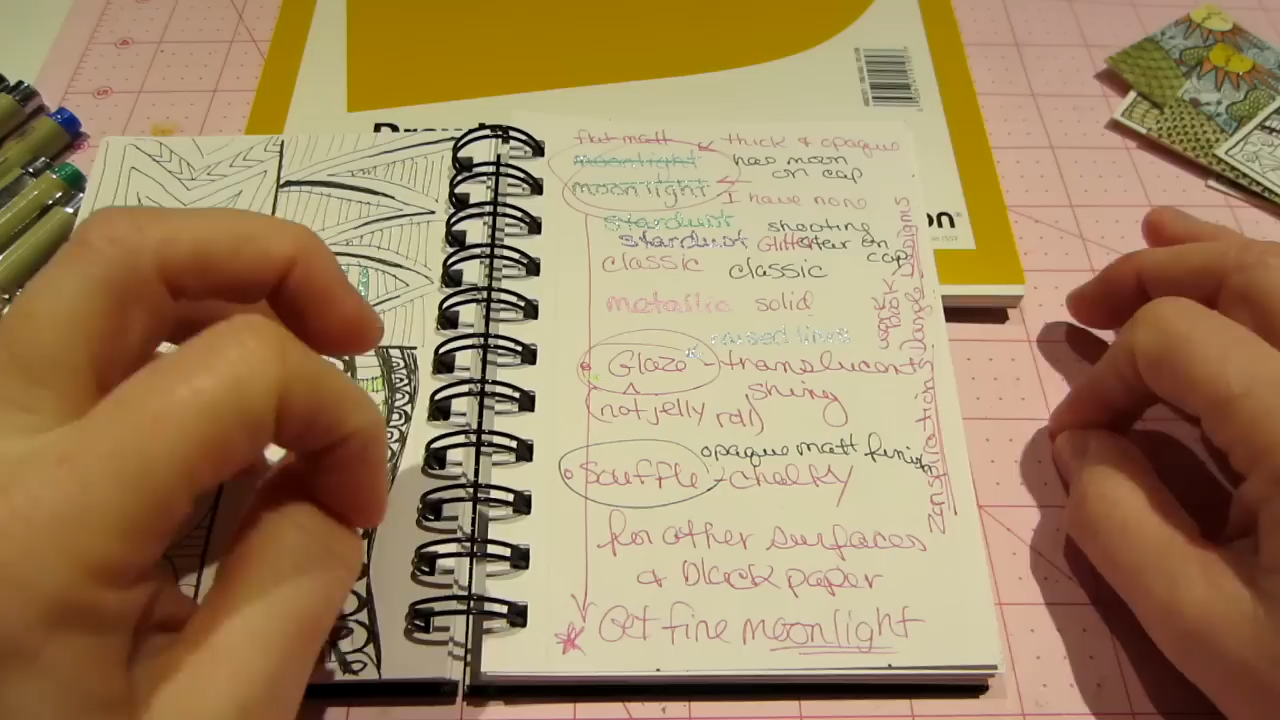 flat matt thick & opaque
moonlight has moon
on cap
moonlight I have none
Stardust shooting
Stardust Glitter star on
cap
classic classic
metallic solid
raised lines
Glaze - translucent
shiny
(not jelly roll)
opaque matt finish
Souffle - chalky
for other surfaces
& Black paper
Get fine moonlight
Book
Dangle Designs
Zenspirations